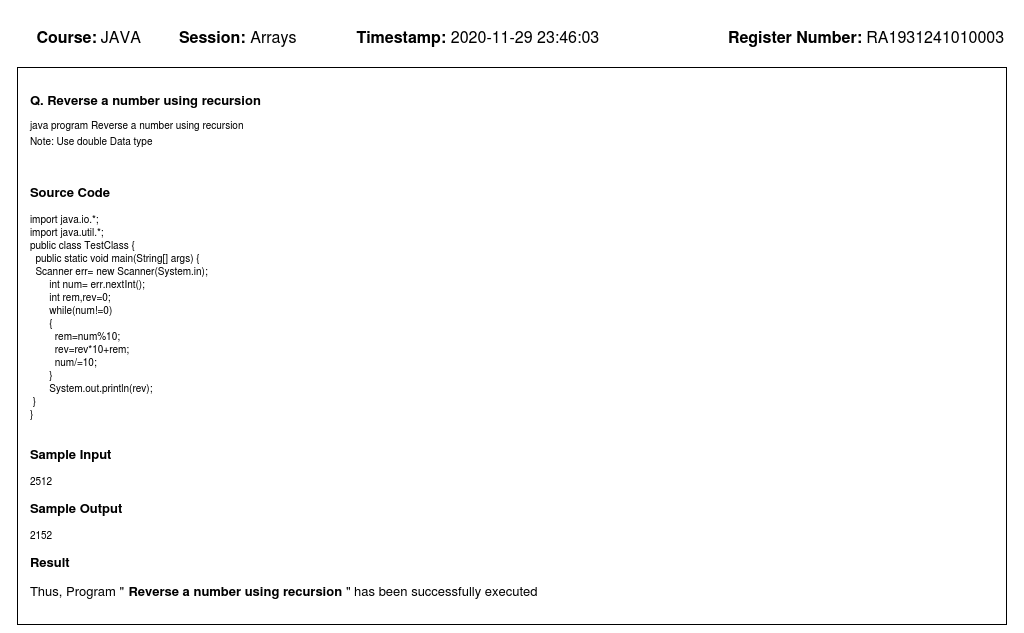 Course: JAVA Session: Arrays Timestamp: 2020-11-29 23:46:03 Register Number: RA1931241010003
Q. Reverse a number using recursion
java program Reverse a number using recursion
Note: Use double Data type
Source Code
import java.io.*;
import java.util.*;
public class TestClass {
  public static void main(String[] args) {
  Scanner err= new Scanner(System.in);
       int num= err.nextInt();
       int rem,rev=0;
       while(num!=0)
       {
         rem=num%10;
         rev=rev*10+rem;
         num/=10;
       }
       System.out.println(rev);
 }
}
Sample Input
2512
Sample Output
2152
Result
Thus, Program " Reverse a number using recursion " has been successfully executed